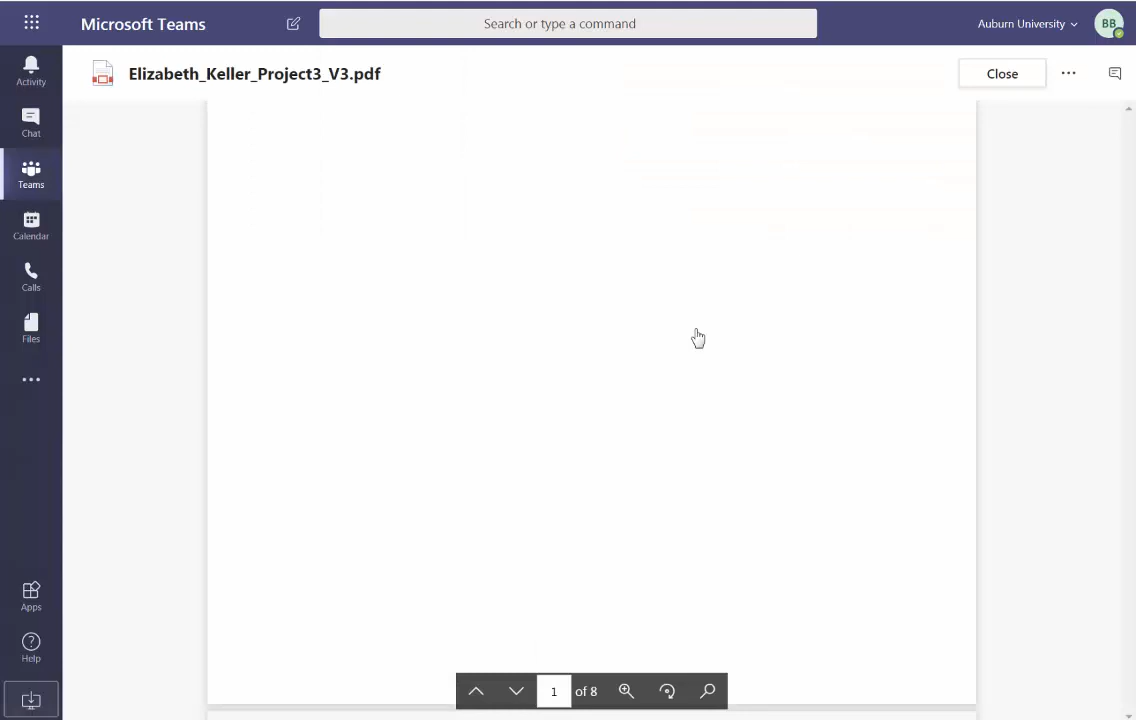 Microsoft Teams
Search or type a command
Auburn University
BB
Activity
Elizabeth_Keller_Project3_V3.pdf
Close
Chat
Teams
Calendar
Calls
Files
Apps
Help
1 of 8